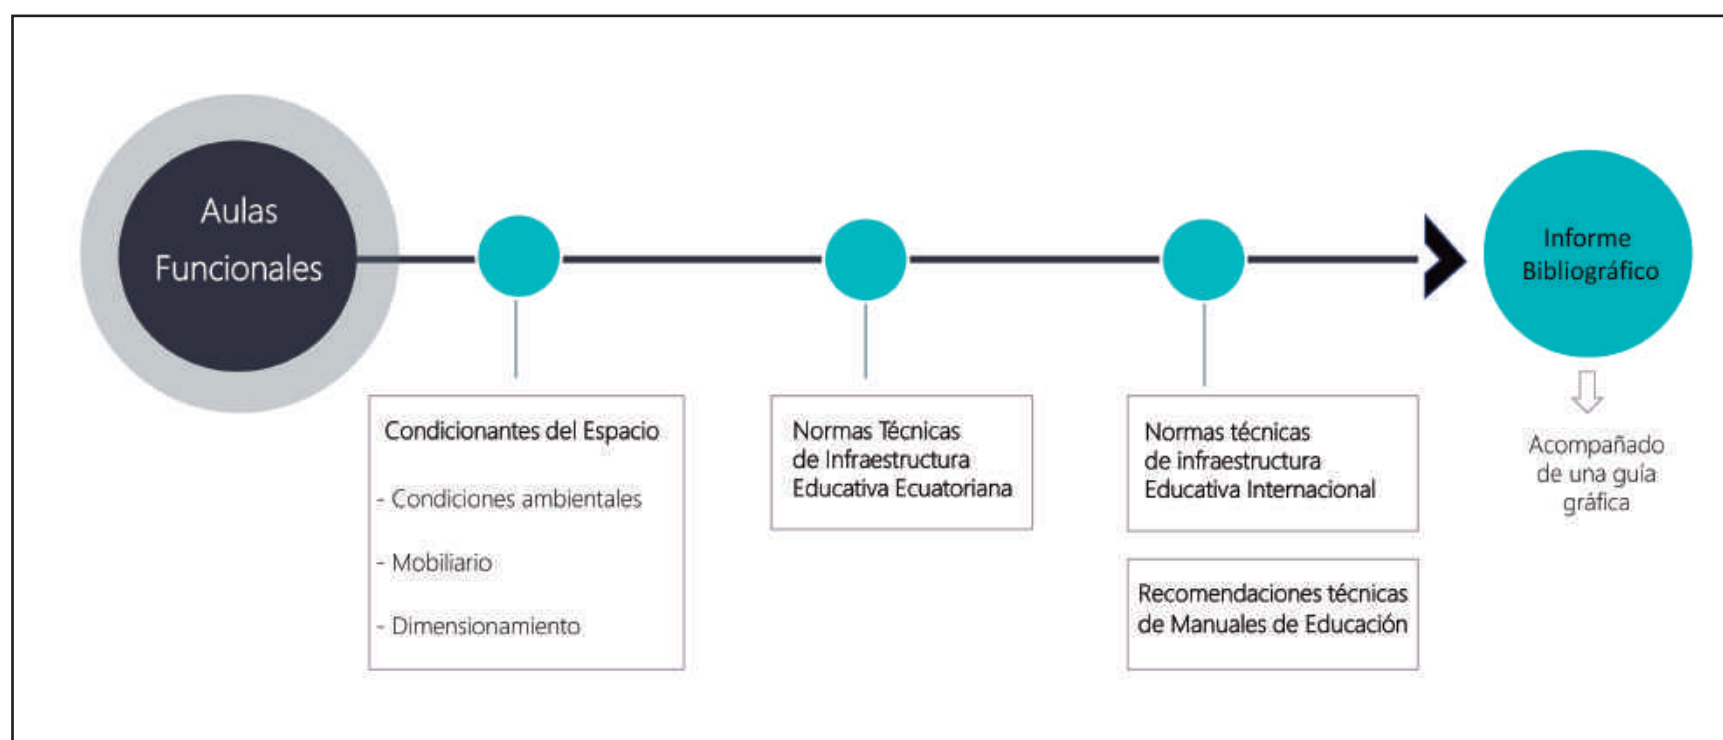 Aulas
Funcionales
Condicionantes del Espacio
- Condiciones ambientales
- Mobiliario
- Dimensionamiento
Normas Técnicas
de Infraestructura
Educativa Ecuatoriana
Normas técnicas
de infraestructura
Educativa Internacional
Recomendaciones técnicas
de Manuales de Educación
Informe
Bibliográfico
Acompañado
de una guía
gráfica